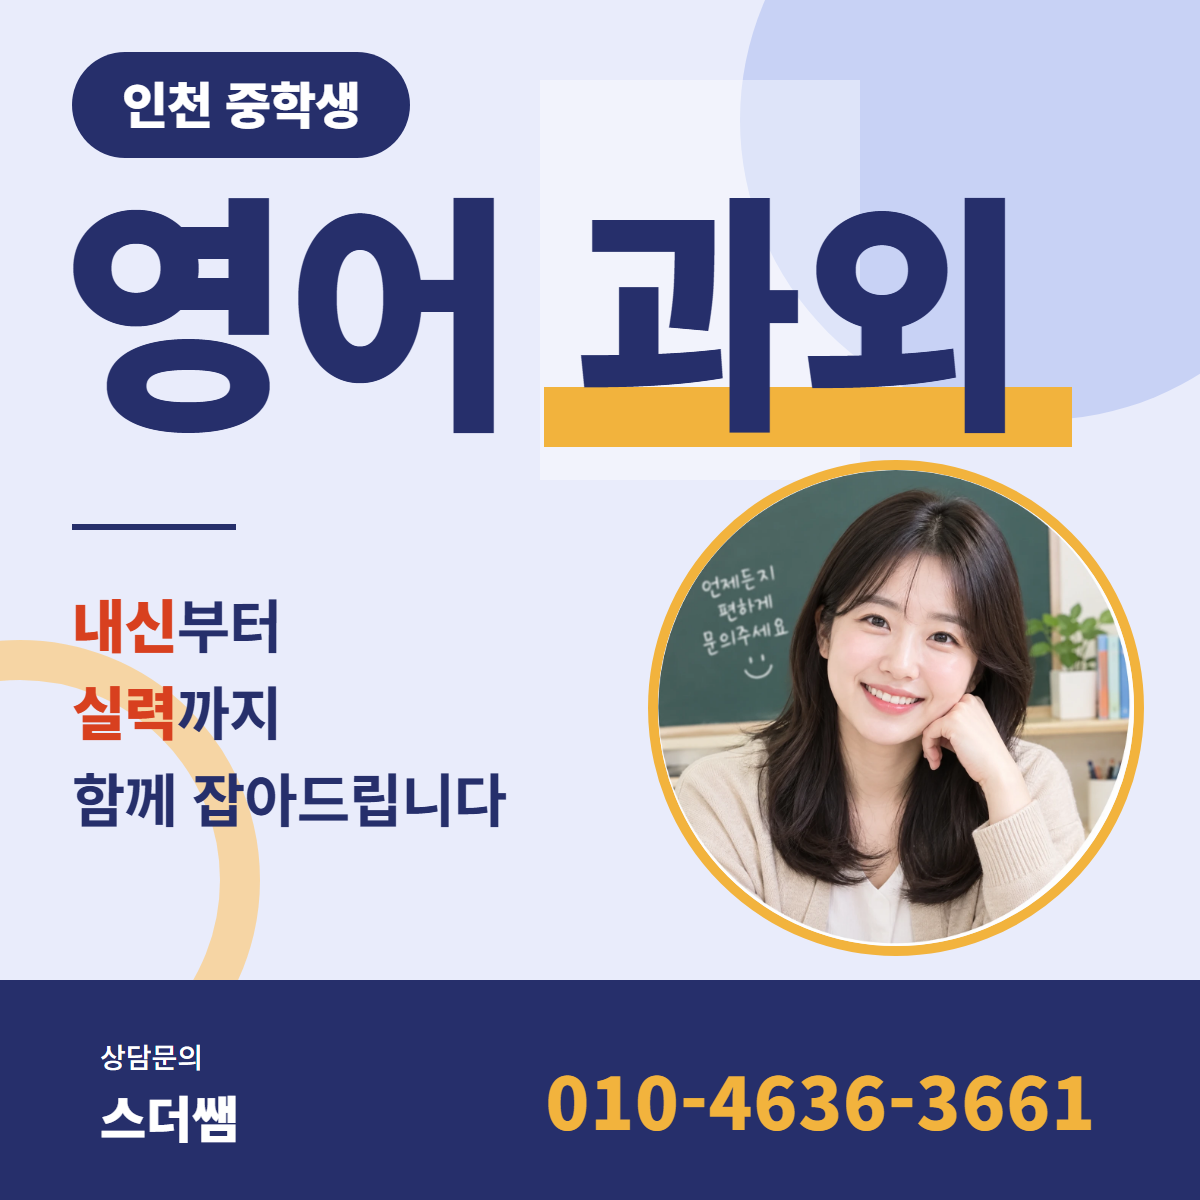 인천 중학생
영어 과외
내신부터
실력까지
함께 잡아드립니다
언제든지
편하게
문의주세요
상담문의
스더쌤
010-4636-3661